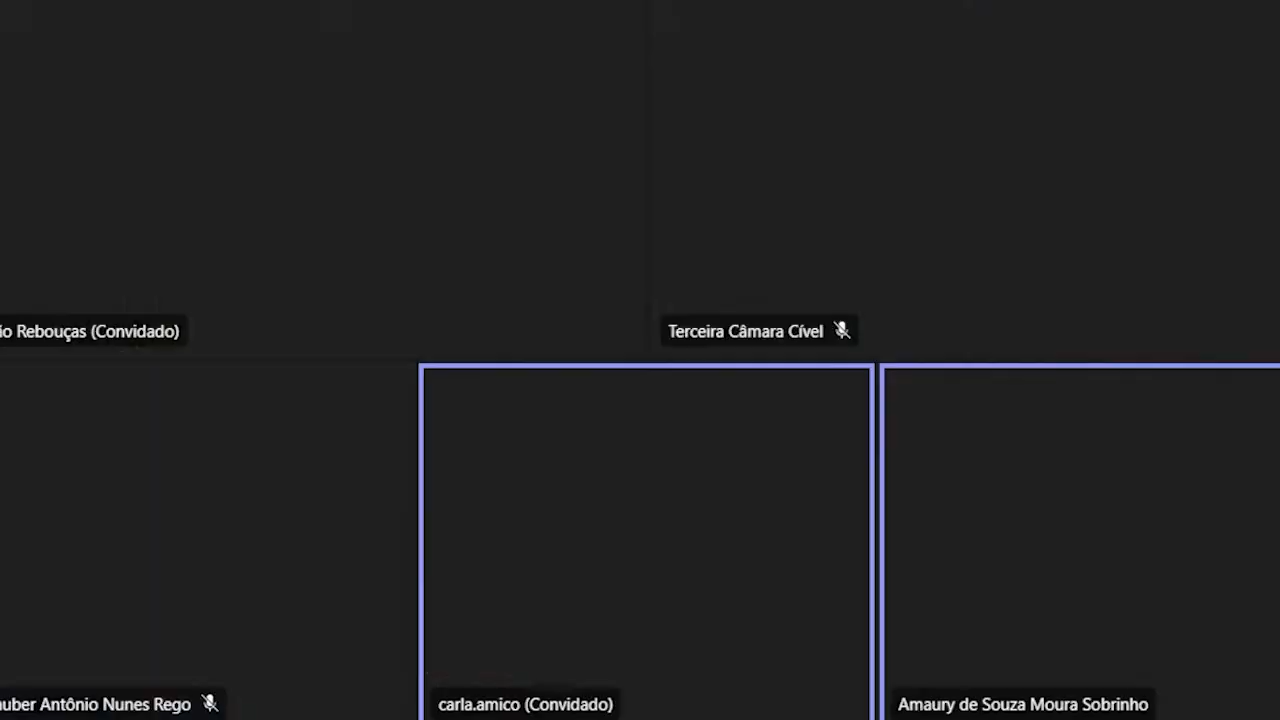 io Rebouças (Convidado)
Terceira Câmara Cível
uber Antônio Nunes Rego
carla.amico (Convidado)
Amaury de Souza Moura Sobrinho